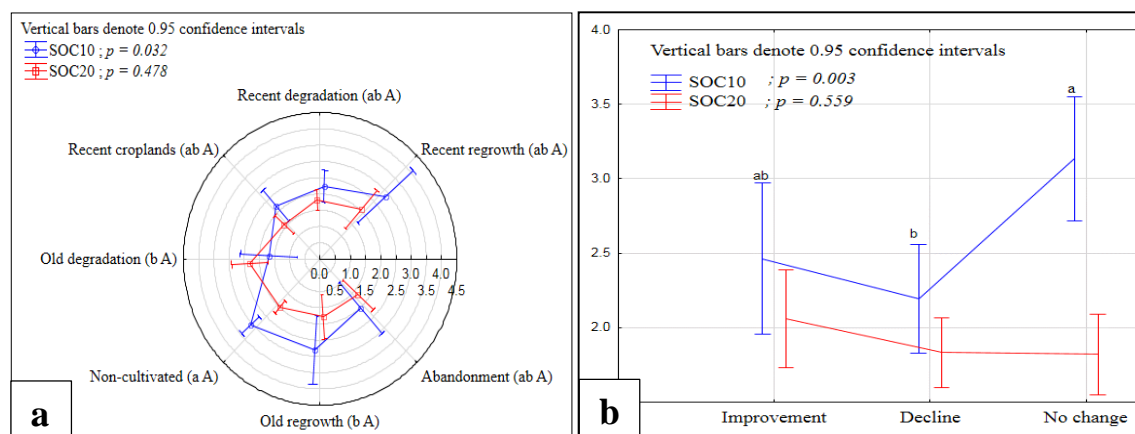 Vertical bars denote 0.95 confidence intervals
SOC10 ; p = 0.032
SOC20 ; p = 0.478
Recent degradation (ab A)
Recent croplands (ab A)
Recent regrowth (ab A)
Old degradation (b A)
0.0 1.0 2.0 3.0 4.0
0.5 1.5 2.5 3.5 4.5
Non-cultivated (a A)
Abandonment (ab A)
Old regrowth (b A)
a
4.0
Vertical bars denote 0.95 confidence intervals
SOC10 ; p = 0.003
SOC20 ; p = 0.559
3.5
a
3.0
ab
2.5
b
2.0
Improvement Decline No change
b